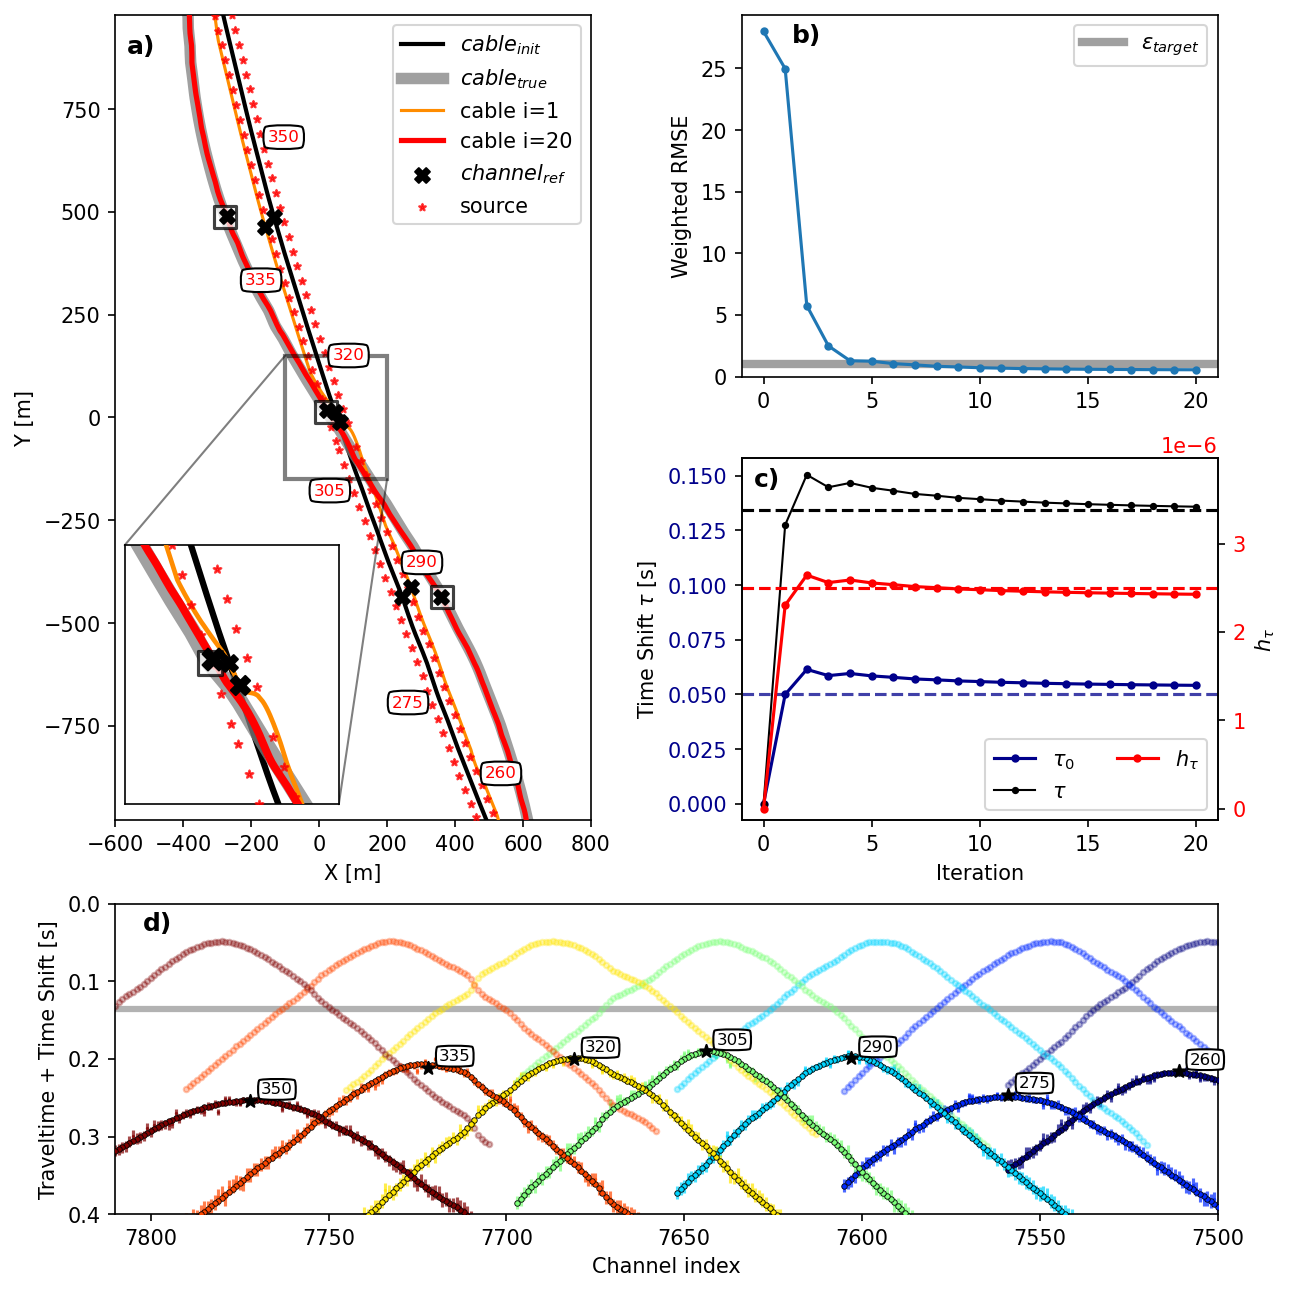 a)
cable_init
cable_true
cable i=1
cable i=20
channel_ref
source
350
335
320
305
290
275
260
750
500
250
0
−250
−500
−750
Y [m]
−600 −400 −200 0 200 400 600 800
X [m]
b)
ε_target
25
20
15
10
5
0
Weighted RMSE
0 5 10 15 20
c)
1e−6
0.150
0.125
0.100
0.075
0.050
0.025
0.000
Time Shift τ [s]
3
2
1
0
h_τ
τ_0
τ
h_τ
0 5 10 15 20
Iteration
d)
0.0
0.1
0.2
0.3
0.4
Traveltime + Time Shift [s]
350
335
320
305
290
275
260
7800 7750 7700 7650 7600 7550 7500
Channel index